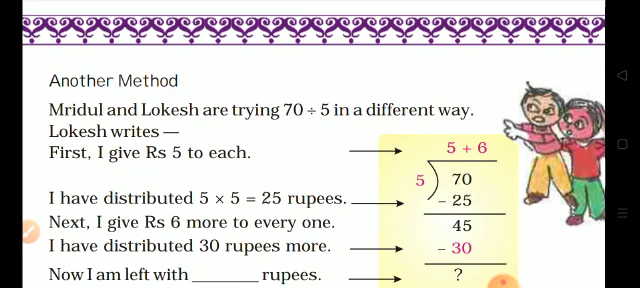 Another Method
Mridul and Lokesh are trying 70 ÷ 5 in a different way.
Lokesh writes —
First, I give Rs 5 to each.
5 + 6
5 ) 70
I have distributed 5 × 5 = 25 rupees.
– 25
Next, I give Rs 6 more to every one.
45
I have distributed 30 rupees more.
– 30
Now I am left with ________ rupees.
?